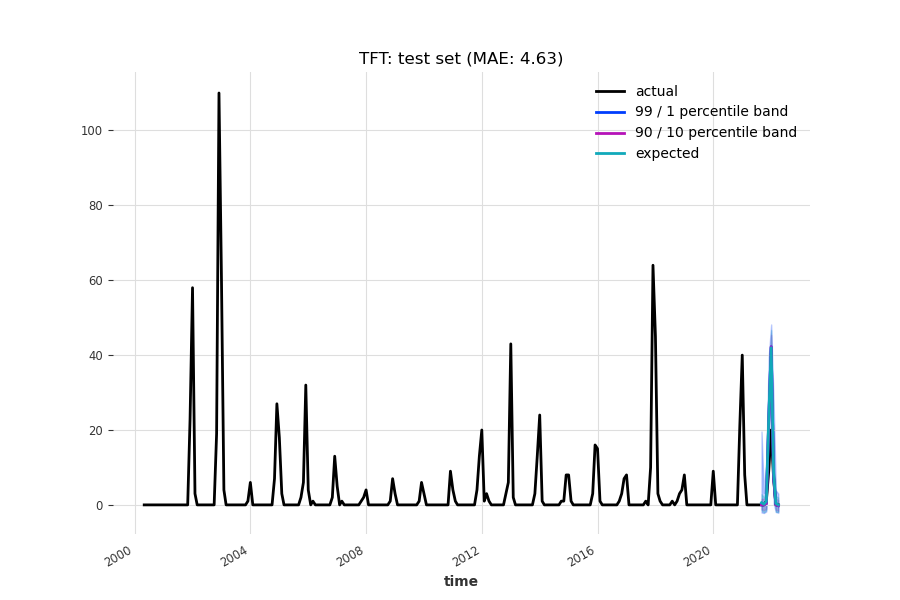 TFT: test set (MAE: 4.63)
actual
99 / 1 percentile band
90 / 10 percentile band
expected
100
80
60
40
20
0
2000 2004 2008 2012 2016 2020
time